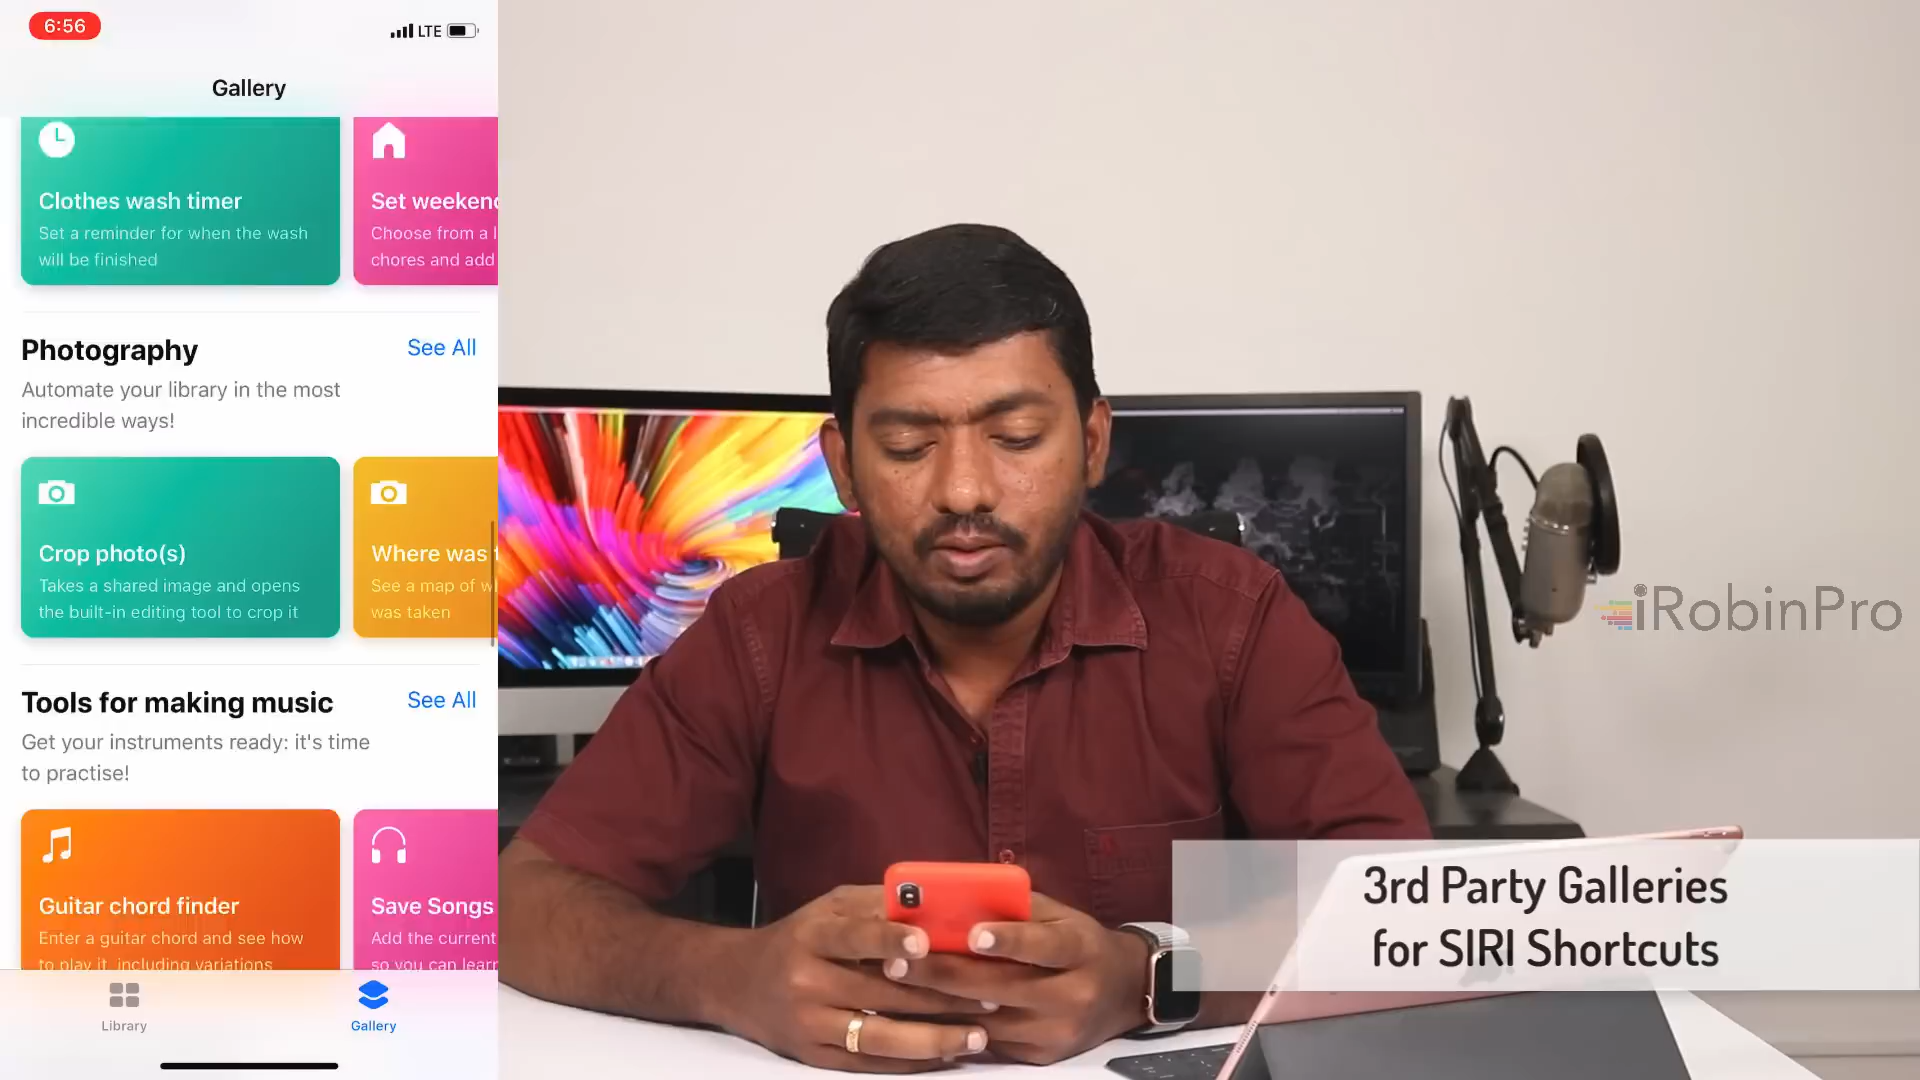 6:56
LTE
Gallery
Clothes wash timer
Set a reminder for when the wash
will be finished
Set weekend
Choose from a l
chores and add
Photography
See All
Automate your library in the most
incredible ways!
Crop photo(s)
Takes a shared image and opens
the built-in editing tool to crop it
Where was t
See a map of w
was taken
Tools for making music
See All
Get your instruments ready: it's time
to practise!
Guitar chord finder
Enter a guitar chord and see how
to play it, including variations
Save Songs
Add the current
so you can learn
Library
Gallery
iRobinPro
3rd Party Galleries
for SIRI Shortcuts